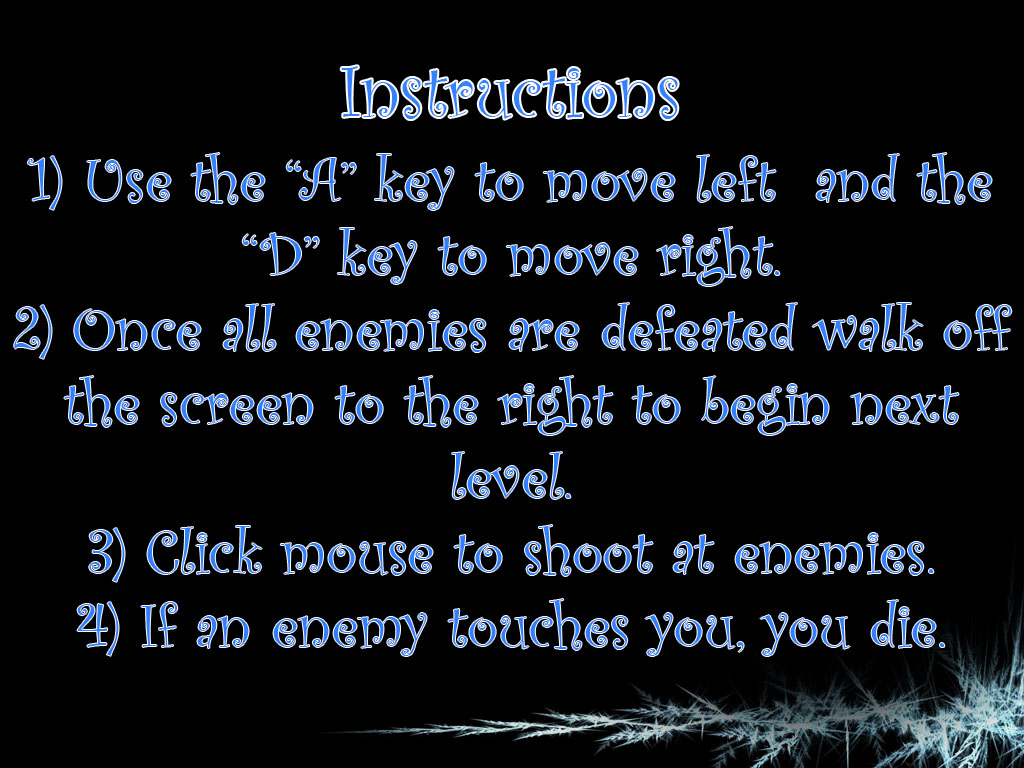 Instructions
1) Use the “A” key to move left  and the
“D” key to move right.
2) Once all enemies are defeated walk off
the screen to the right to begin next
level.
3) Click mouse to shoot at enemies.
4) If an enemy touches you, you die.